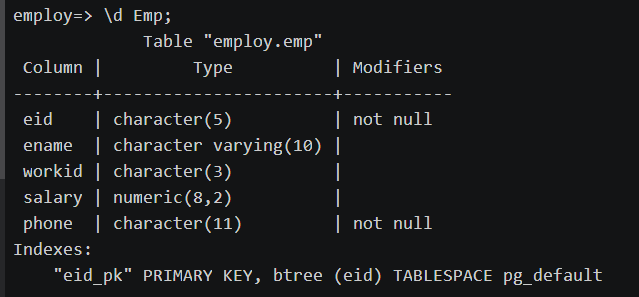 employ=> \d Emp;
            Table "employ.emp"
 Column |         Type          | Modifiers
--------+-----------------------+-----------
 eid    | character(5)          | not null
 ename  | character varying(10) |
 workid | character(3)          |
 salary | numeric(8,2)          |
 phone  | character(11)         | not null
Indexes:
    "eid_pk" PRIMARY KEY, btree (eid) TABLESPACE pg_default